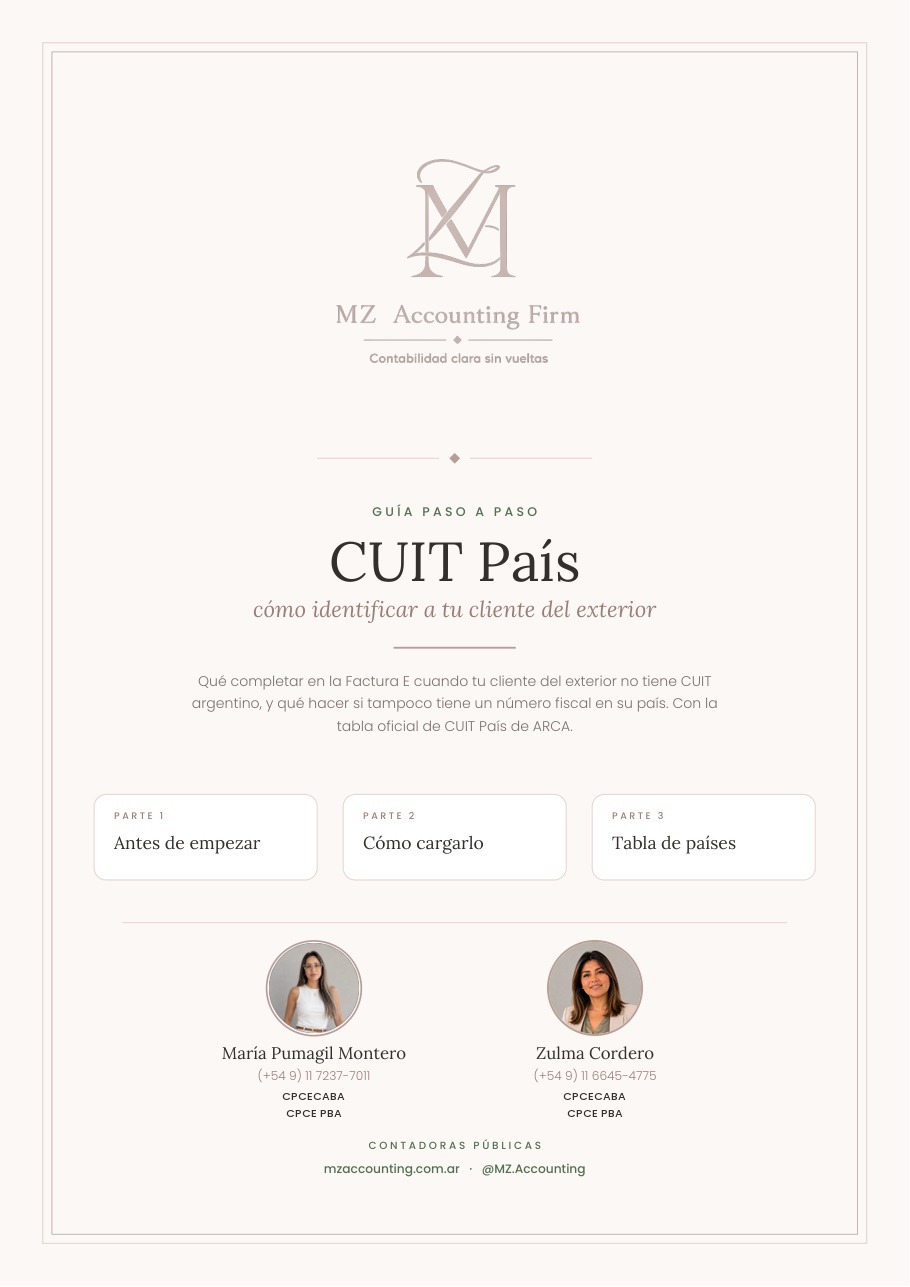 MZ Accounting Firm
Contabilidad clara sin vueltas
GUÍA PASO A PASO
CUIT País
cómo identificar a tu cliente del exterior
Qué completar en la Factura E cuando tu cliente del exterior no tiene CUIT
argentino, y qué hacer si tampoco tiene un número fiscal en su país. Con la
tabla oficial de CUIT País de ARCA.
PARTE 1
Antes de empezar
PARTE 2
Cómo cargarlo
PARTE 3
Tabla de países
María Pumagil Montero
(+54 9) 11 7237-7011
CPCECABA
CPCE PBA
Zulma Cordero
(+54 9) 11 6645-4775
CPCECABA
CPCE PBA
CONTADORAS PÚBLICAS
mzaccounting.com.ar · @MZ.Accounting